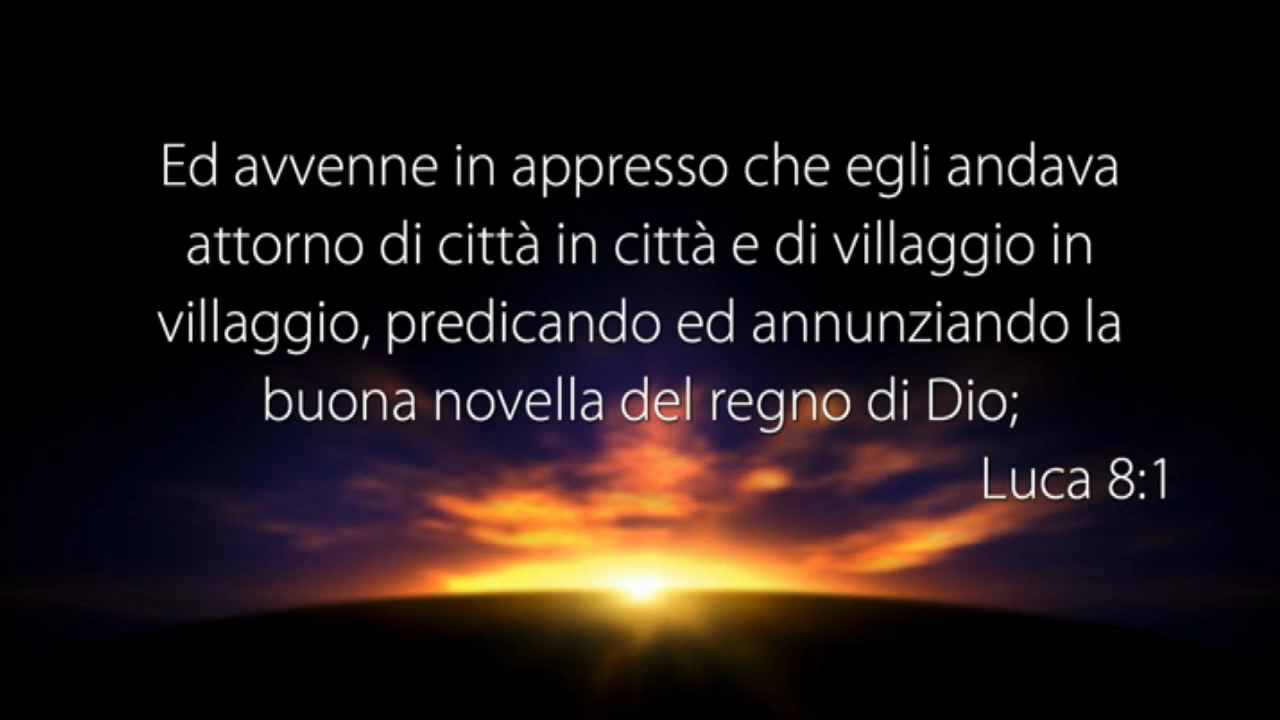 Ed avvenne in appresso che egli andava
attorno di città in città e di villaggio in
villaggio, predicando ed annunziando la
buona novella del regno di Dio;
Luca 8:1